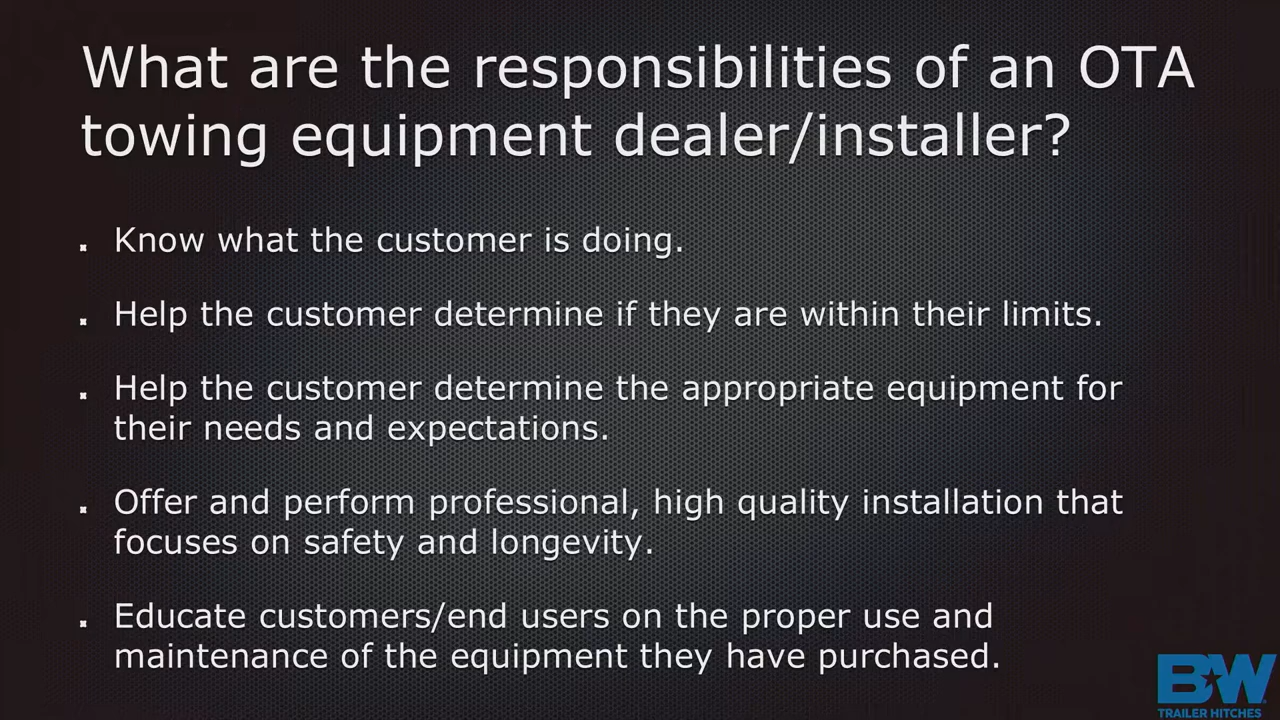 What are the responsibilities of an OTA
towing equipment dealer/installer?
Know what the customer is doing.
Help the customer determine if they are within their limits.
Help the customer determine the appropriate equipment for
their needs and expectations.
Offer and perform professional, high quality installation that
focuses on safety and longevity.
Educate customers/end users on the proper use and
maintenance of the equipment they have purchased.
BW
TRAILER HITCHES